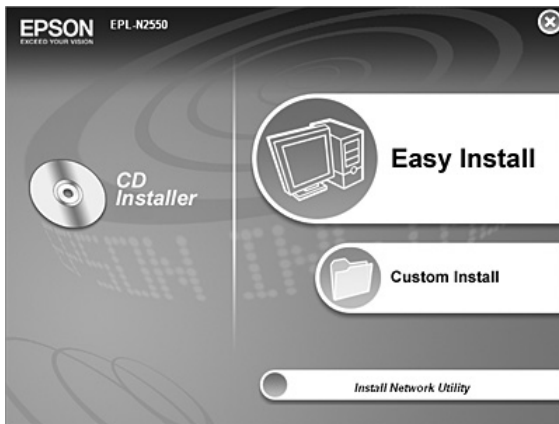 EPSON
EXCEED YOUR VISION
EPL-N2550
CD
Installer
Easy Install
Custom Install
Install Network Utility